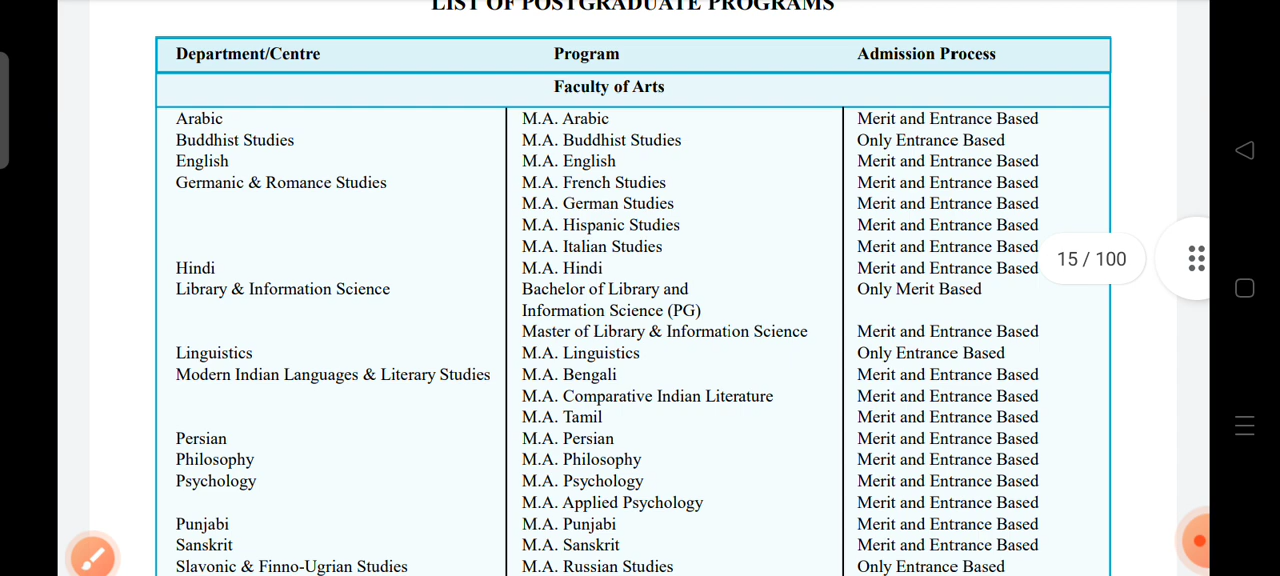 LIST OF POSTGRADUATE PROGRAMS
Department/Centre Program Admission Process
Faculty of Arts
Arabic M.A. Arabic Merit and Entrance Based
Buddhist Studies M.A. Buddhist Studies Only Entrance Based
English M.A. English Merit and Entrance Based
Germanic & Romance Studies M.A. French Studies Merit and Entrance Based
M.A. German Studies Merit and Entrance Based
M.A. Hispanic Studies Merit and Entrance Based
M.A. Italian Studies Merit and Entrance Based
15 / 100
Hindi M.A. Hindi Merit and Entrance Based
Library & Information Science Bachelor of Library and Only Merit Based
Information Science (PG)
Master of Library & Information Science Merit and Entrance Based
Linguistics M.A. Linguistics Only Entrance Based
Modern Indian Languages & Literary Studies M.A. Bengali Merit and Entrance Based
M.A. Comparative Indian Literature Merit and Entrance Based
M.A. Tamil Merit and Entrance Based
Persian M.A. Persian Merit and Entrance Based
Philosophy M.A. Philosophy Merit and Entrance Based
Psychology M.A. Psychology Merit and Entrance Based
M.A. Applied Psychology Merit and Entrance Based
Punjabi M.A. Punjabi Merit and Entrance Based
Sanskrit M.A. Sanskrit Merit and Entrance Based
Slavonic & Finno-Ugrian Studies M.A. Russian Studies Only Entrance Based